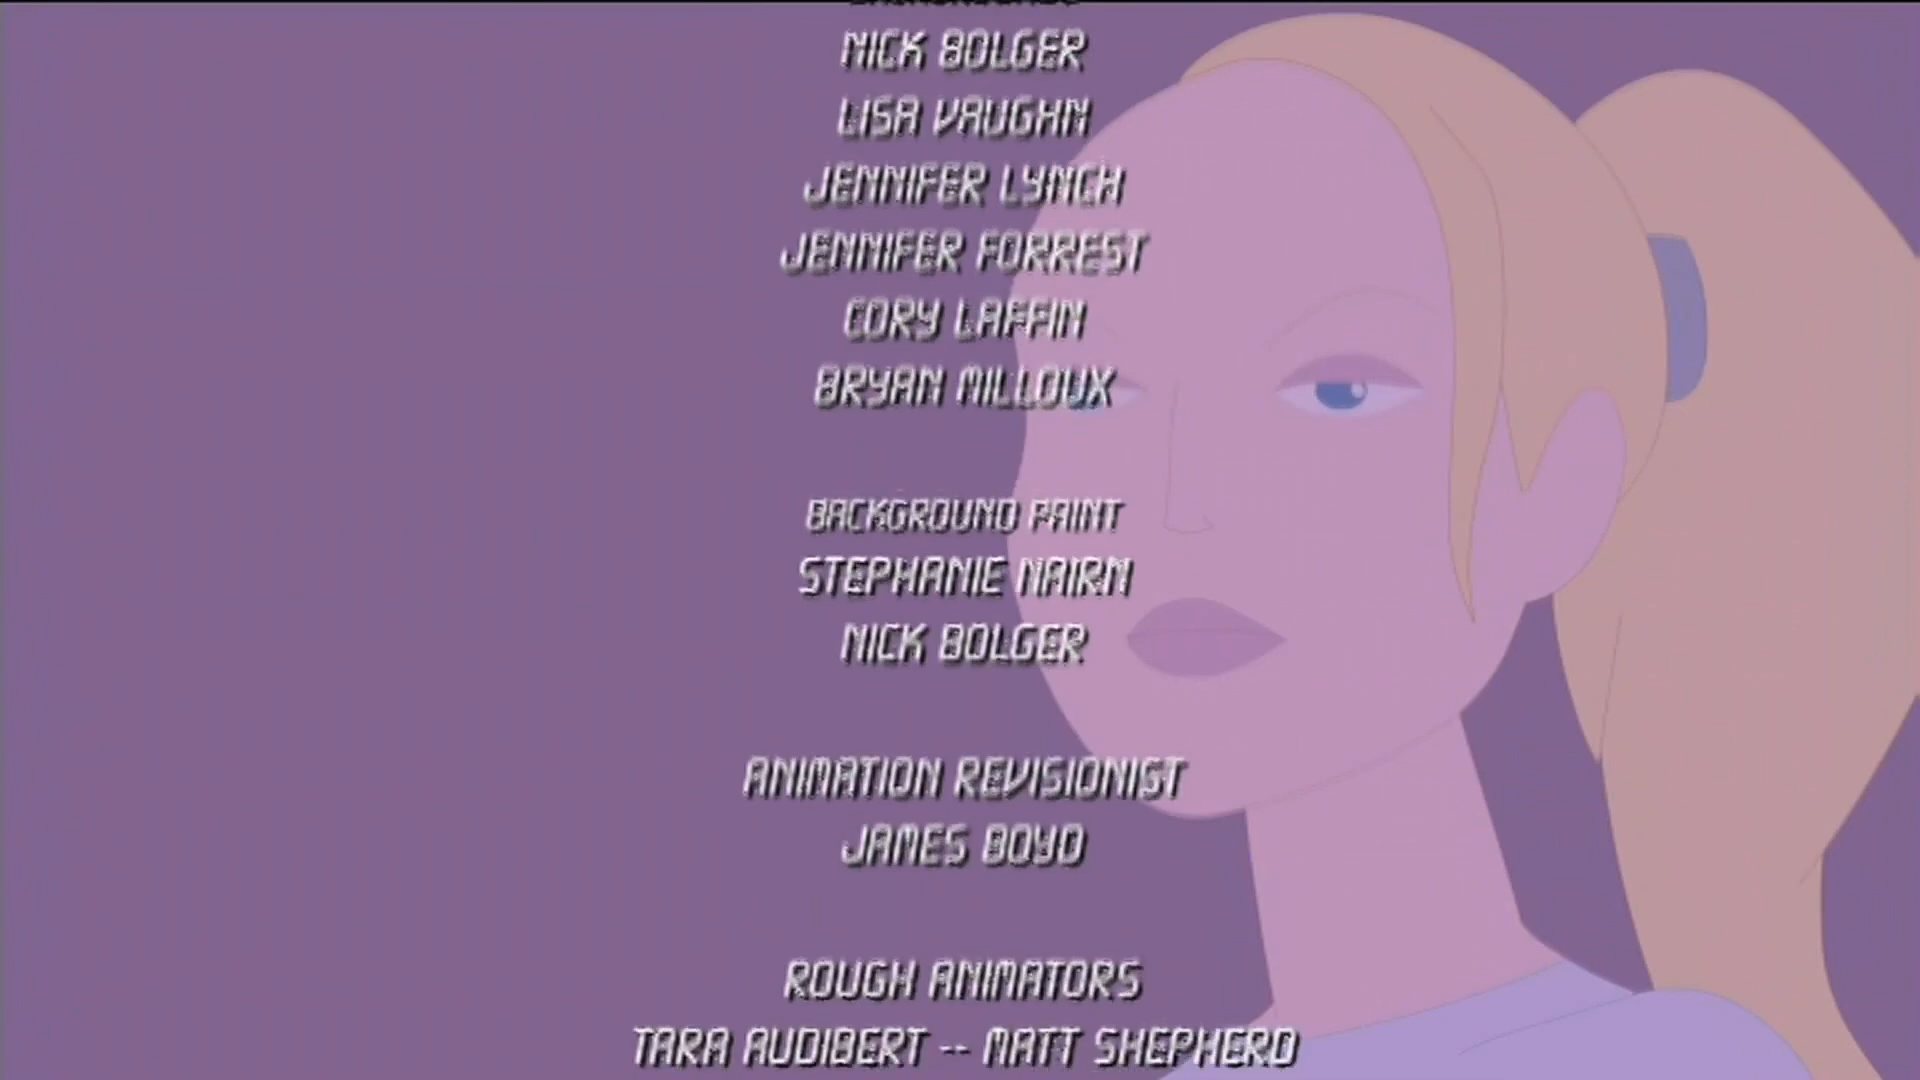 NICK BOLGER
LISA VAUGHN
JENNIFER LYNCH
JENNIFER FORREST
CORY LAFFIN
BRYAN MILLOUX
BACKGROUND PAINT
STEPHANIE NAIRN
NICK BOLGER
ANIMATION REVISIONIST
JAMES BOYD
ROUGH ANIMATORS
TARA AUDIBERT -- MATT SHEPHERD